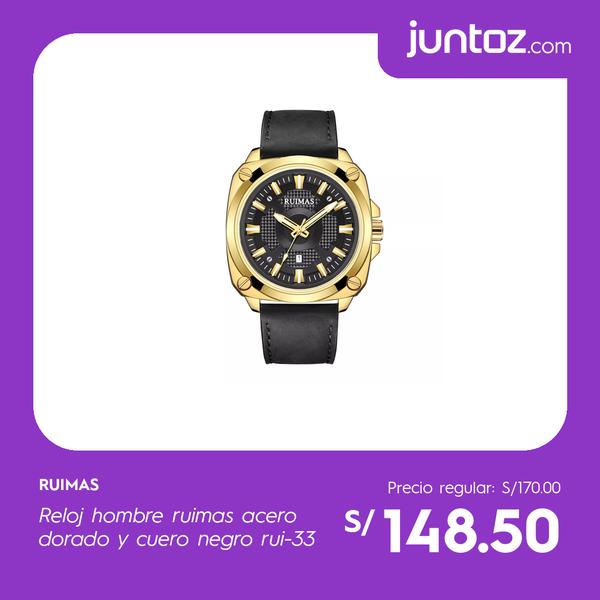 juntoz.com
RUIMAS
RUIMAS
Precio regular: S/170.00
Reloj hombre ruimas acero
dorado y cuero negro rui-33
S/148.50